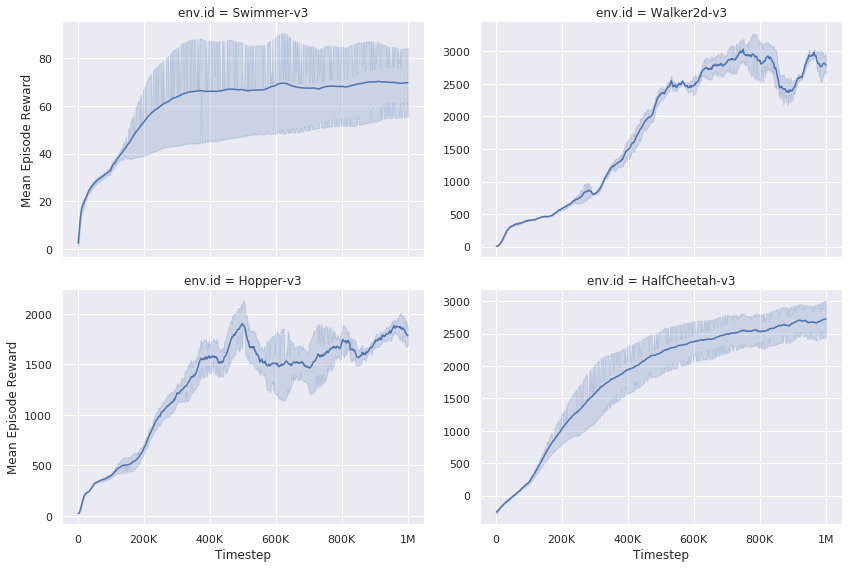 env.id = Swimmer-v3
env.id = Walker2d-v3
Mean Episode Reward
80
60
40
20
0
3000
2500
2000
1500
1000
500
0
env.id = Hopper-v3
env.id = HalfCheetah-v3
Mean Episode Reward
2000
1500
1000
500
0
3000
2500
2000
1500
1000
500
0
0 200K 400K 600K 800K 1M
0 200K 400K 600K 800K 1M
Timestep
Timestep